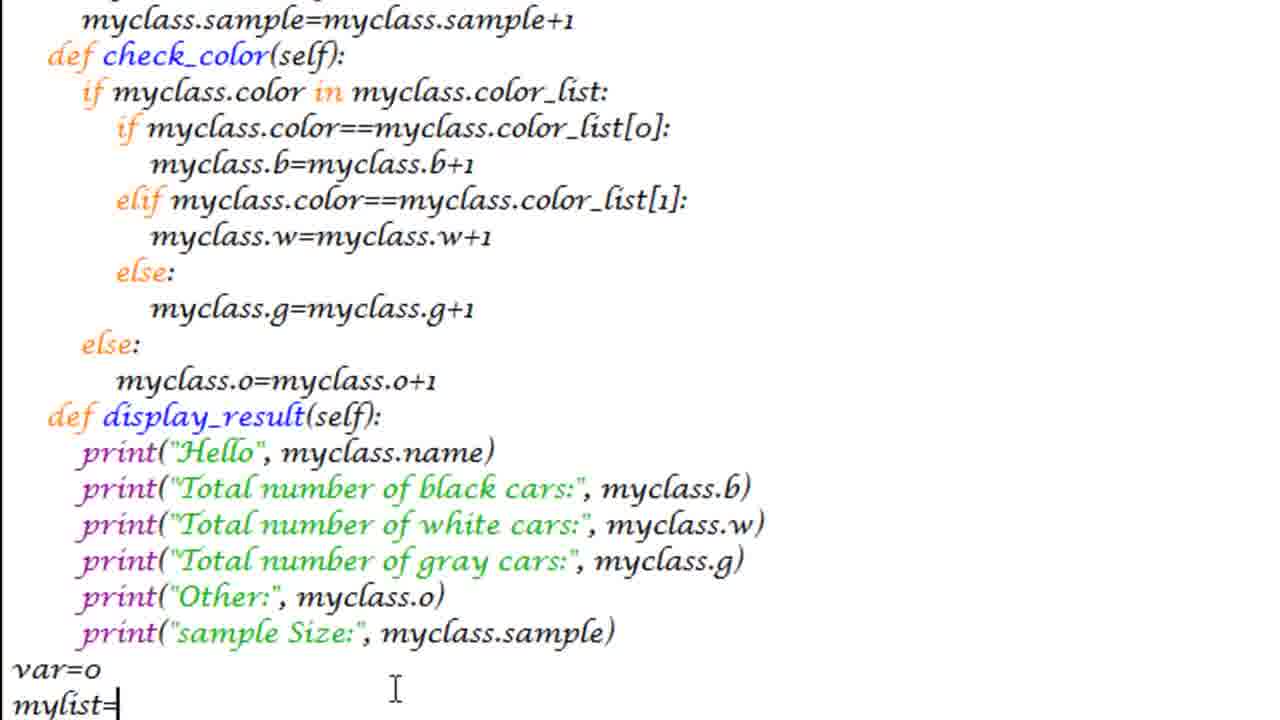 myclass.sample=myclass.sample+1
def check_color(self):
if myclass.color in myclass.color_list:
if myclass.color==myclass.color_list[0]:
myclass.b=myclass.b+1
elif myclass.color==myclass.color_list[1]:
myclass.w=myclass.w+1
else:
myclass.g=myclass.g+1
else:
myclass.o=myclass.o+1
def display_result(self):
print("Hello", myclass.name)
print("Total number of black cars:", myclass.b)
print("Total number of white cars:", myclass.w)
print("Total number of gray cars:", myclass.g)
print("Other:", myclass.o)
print("sample Size:", myclass.sample)
var=0
mylist=